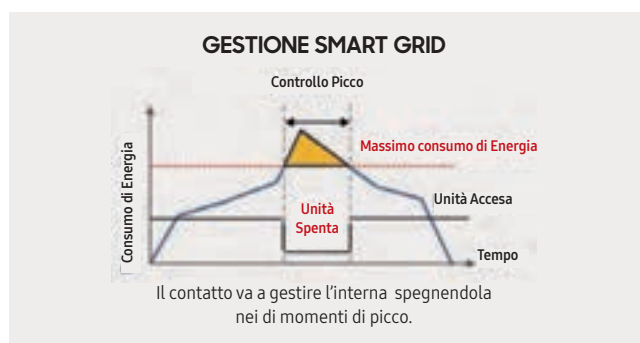 GESTIONE SMART GRID
Controllo Picco
Massimo consumo di Energia
Consumo di Energia
Unità Accesa
Unità
Spenta
Tempo
Il contatto va a gestire l'interna spegnendola
nei di momenti di picco.